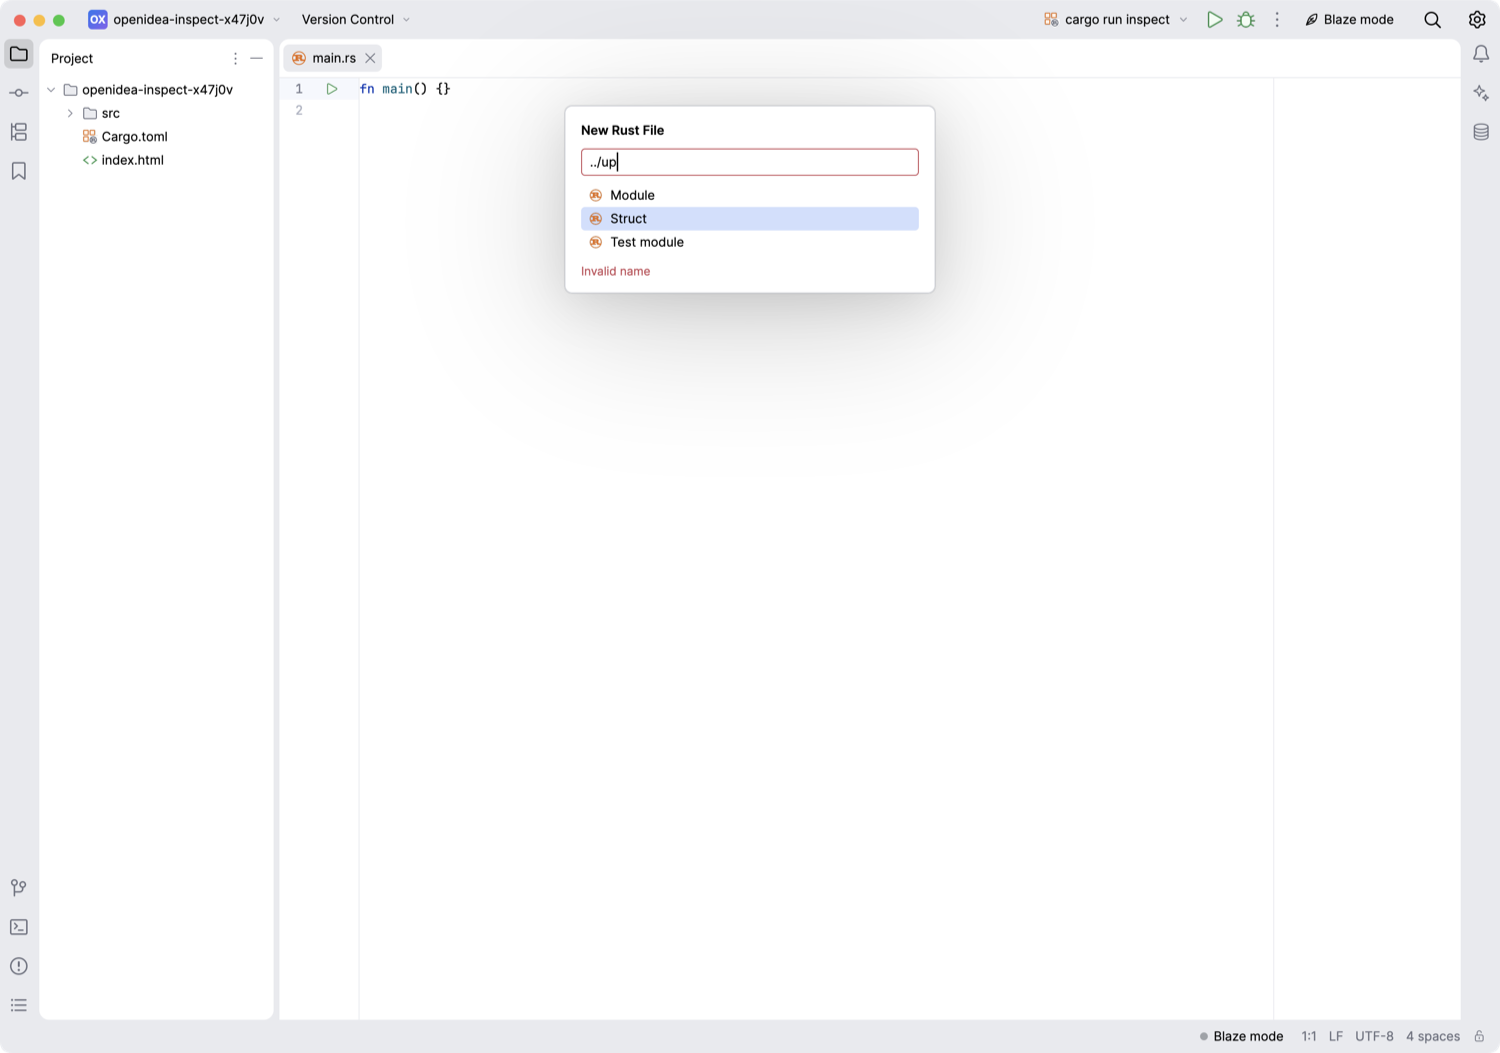 OX openidea-inspect-x47j0v Version Control cargo run inspect Blaze mode
Project
openidea-inspect-x47j0v
src
Cargo.toml
index.html
main.rs
1 fn main() {}
2
New Rust File
../up
Module
Struct
Test module
Invalid name
Blaze mode 1:1 LF UTF-8 4 spaces